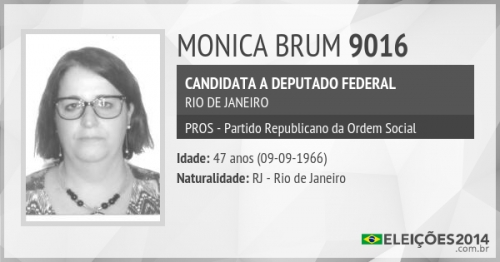 MONICA BRUM 9016
CANDIDATA A DEPUTADO FEDERAL
RIO DE JANEIRO
PROS - Partido Republicano da Ordem Social
Idade: 47 anos (09-09-1966)
Naturalidade: RJ - Rio de Janeiro
ELEIÇÕES2014
.com.br